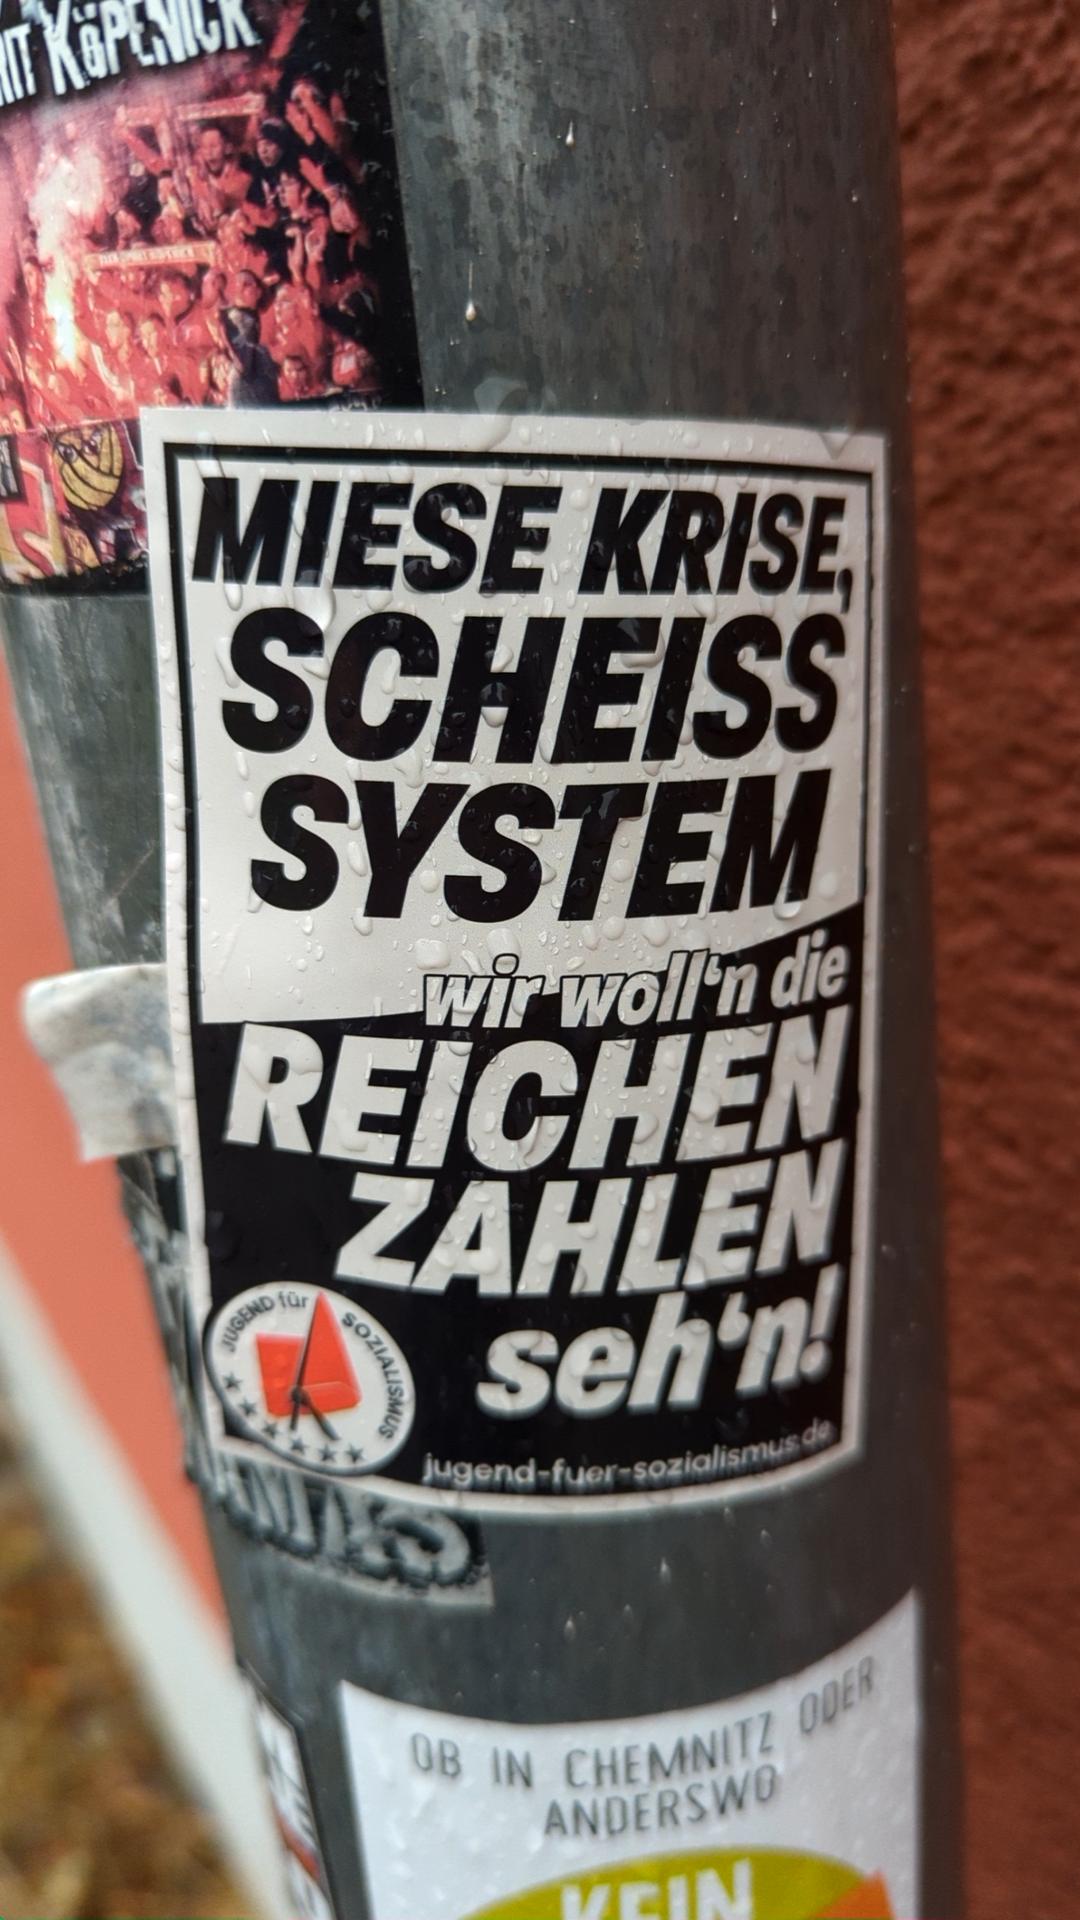 KÖPENICK
MIESE KRISE,
SCHEISS
SYSTEM
wir woll'n die
REICHEN
ZAHLEN
seh'n!
JUGEND für SOZIALISMUS
jugend-fuer-sozialismus.de
OB IN CHEMNITZ ODER
ANDERSWO
KEIN